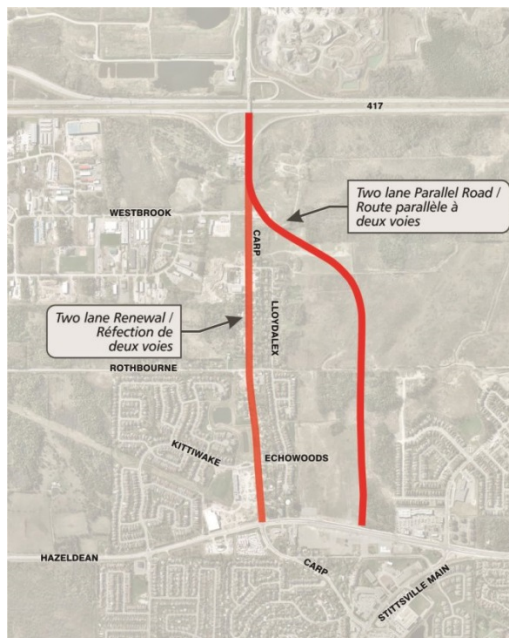 417
Two lane Parallel Road /
Route parallèle à
deux voies
WESTBROOK
CARP
LLOYDALEX
Two lane Renewal /
Réfection de
deux voies
ROTHBOURNE
KITTIWAKE
ECHOWOODS
HAZELDEAN
CARP
STITTSVILLE MAIN